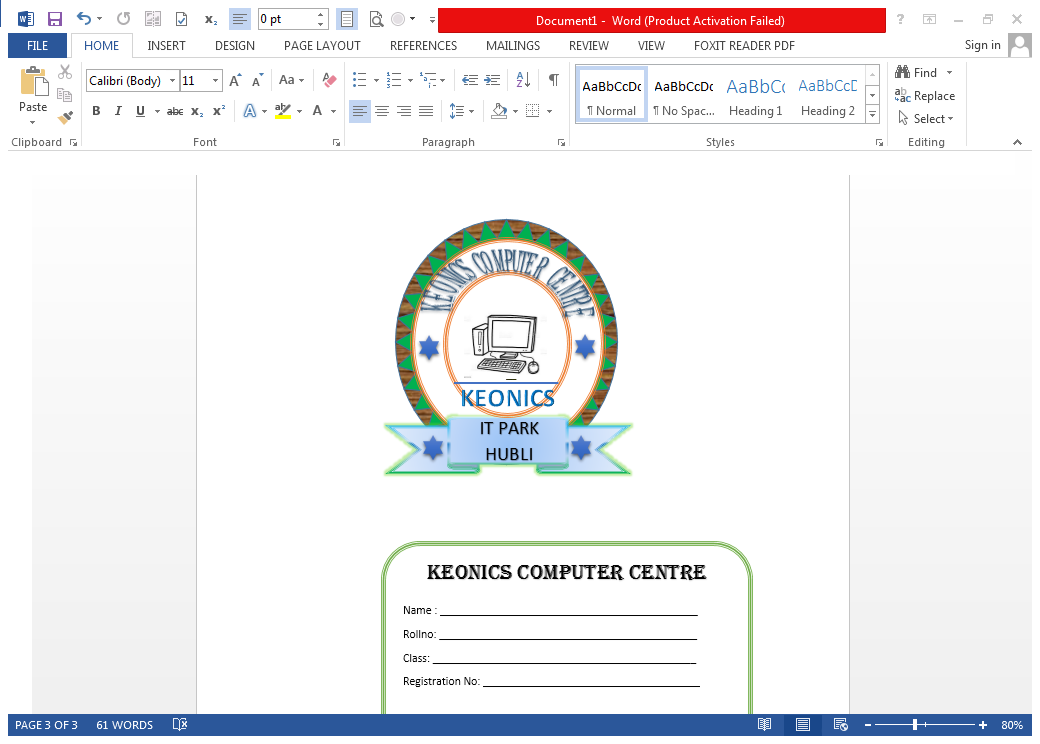 0 pt
Document1 - Word (Product Activation Failed)
FILE HOME INSERT DESIGN PAGE LAYOUT REFERENCES MAILINGS REVIEW VIEW FOXIT READER PDF Sign in
Paste
Calibri (Body) 11
AaBbCcDc AaBbCcDc AaBbCc AaBbCcD
¶ Normal ¶ No Spac... Heading 1 Heading 2
Find
Replace
Select
Clipboard Font Paragraph Styles Editing
KEONICS COMPUTER CENTRE
KEONICS
IT PARK
HUBLI
KEONICS COMPUTER CENTRE
Name :
Rollno:
Class:
Registration No:
PAGE 3 OF 3 61 WORDS 80%